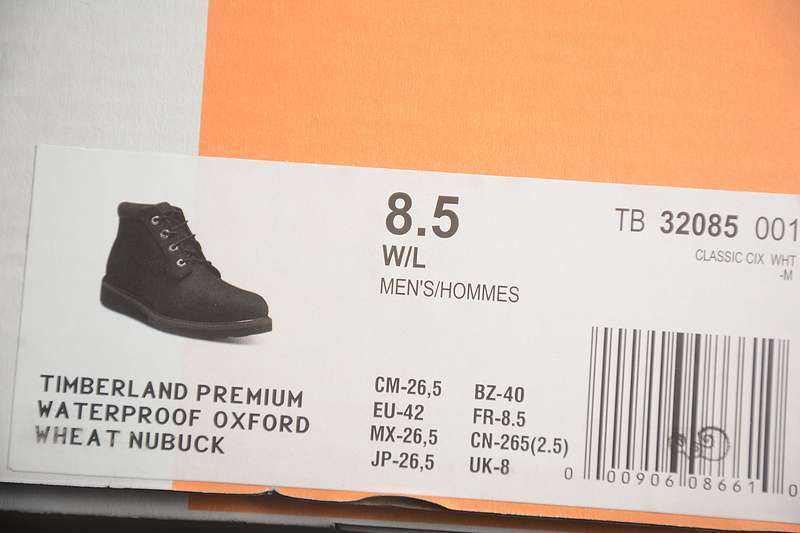 8.5
W/L
MEN'S/HOMMES
TB 32085 001
CLASSIC CIX WHT
-M
TIMBERLAND PREMIUM
WATERPROOF OXFORD
WHEAT NUBUCK
CM-26,5 BZ-40
EU-42 FR-8.5
MX-26,5 CN-265(2.5)
JP-26,5 UK-8
0 00906 08661 0